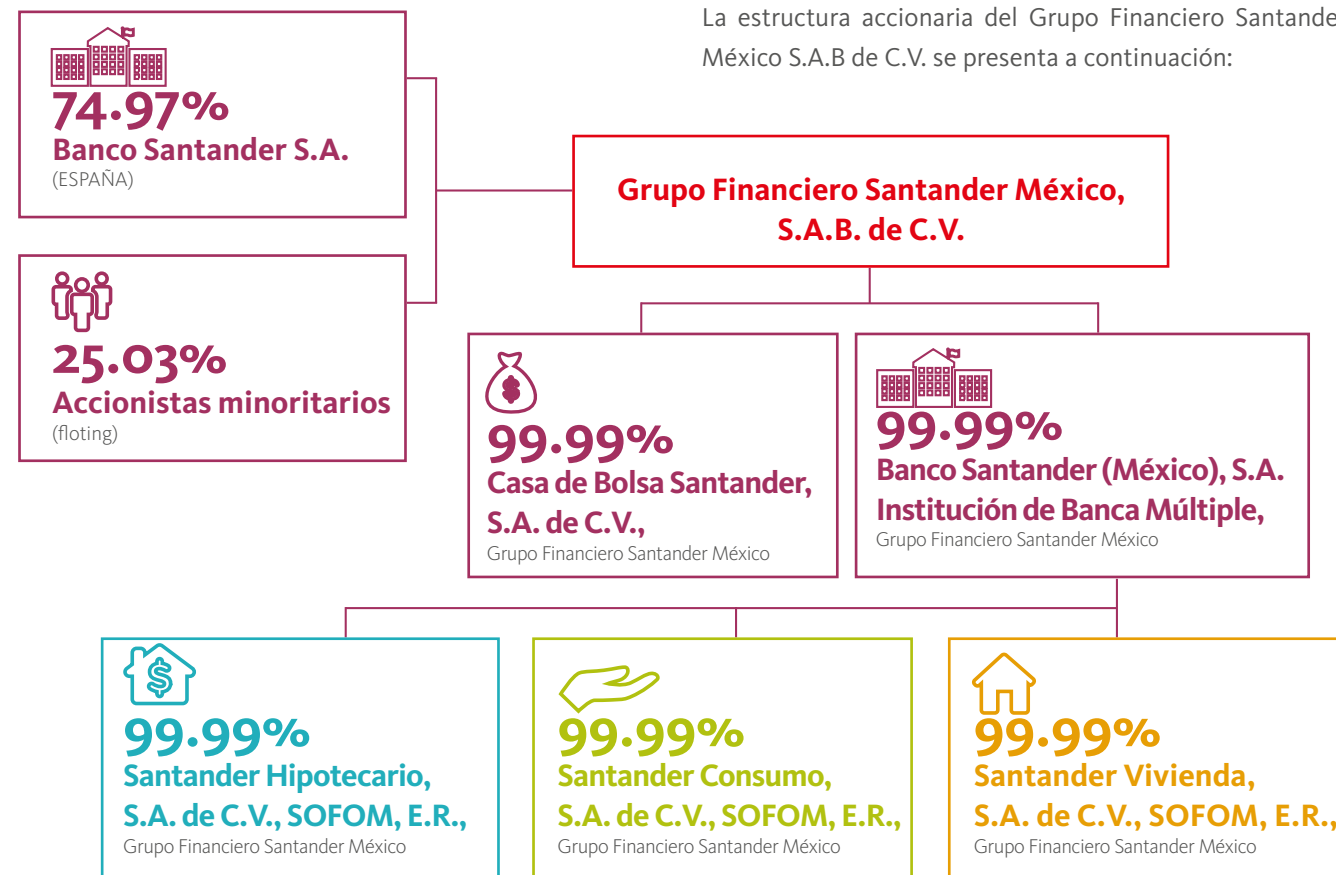 La estructura accionaria del Grupo Financiero Santande
México S.A.B de C.V. se presenta a continuación:
74.97%
Banco Santander S.A.
(ESPAÑA)
25.03%
Accionistas minoritarios
(floting)
Grupo Financiero Santander México,
S.A.B. de C.V.
99.99%
Casa de Bolsa Santander,
S.A. de C.V.,
Grupo Financiero Santander México
99.99%
Banco Santander (México), S.A.
Institución de Banca Múltiple,
Grupo Financiero Santander México
99.99%
Santander Hipotecario,
S.A. de C.V., SOFOM, E.R.,
Grupo Financiero Santander México
99.99%
Santander Consumo,
S.A. de C.V., SOFOM, E.R.,
Grupo Financiero Santander México
99.99%
Santander Vivienda,
S.A. de C.V., SOFOM, E.R.,
Grupo Financiero Santander México